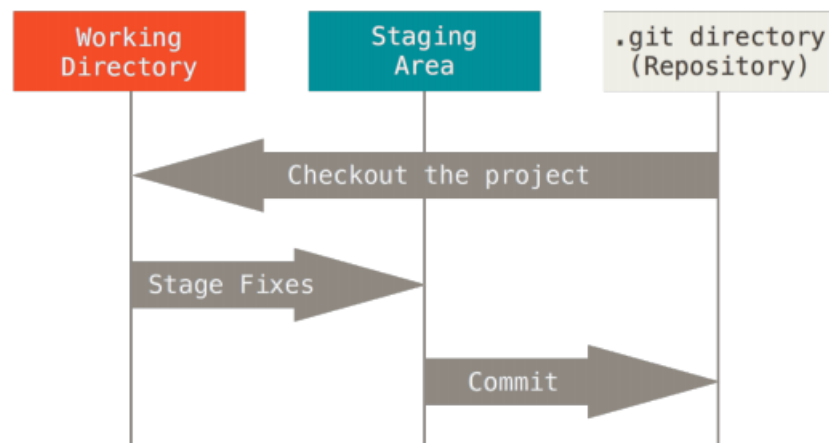 Working
Directory
Staging
Area
.git directory
(Repository)
Checkout the project
Stage Fixes
Commit